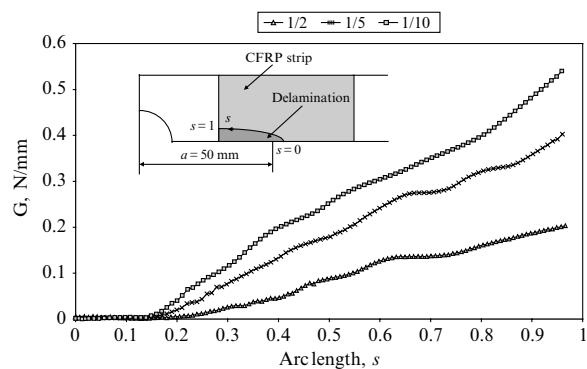 1/2 1/5 1/10
0.6
0.5
0.4
0.3
0.2
0.1
0
G, N/mm
CFRP strip
Delamination
s = 1
s
s = 0
a = 50 mm
0 0.1 0.2 0.3 0.4 0.5 0.6 0.7 0.8 0.9 1
Arc length, s